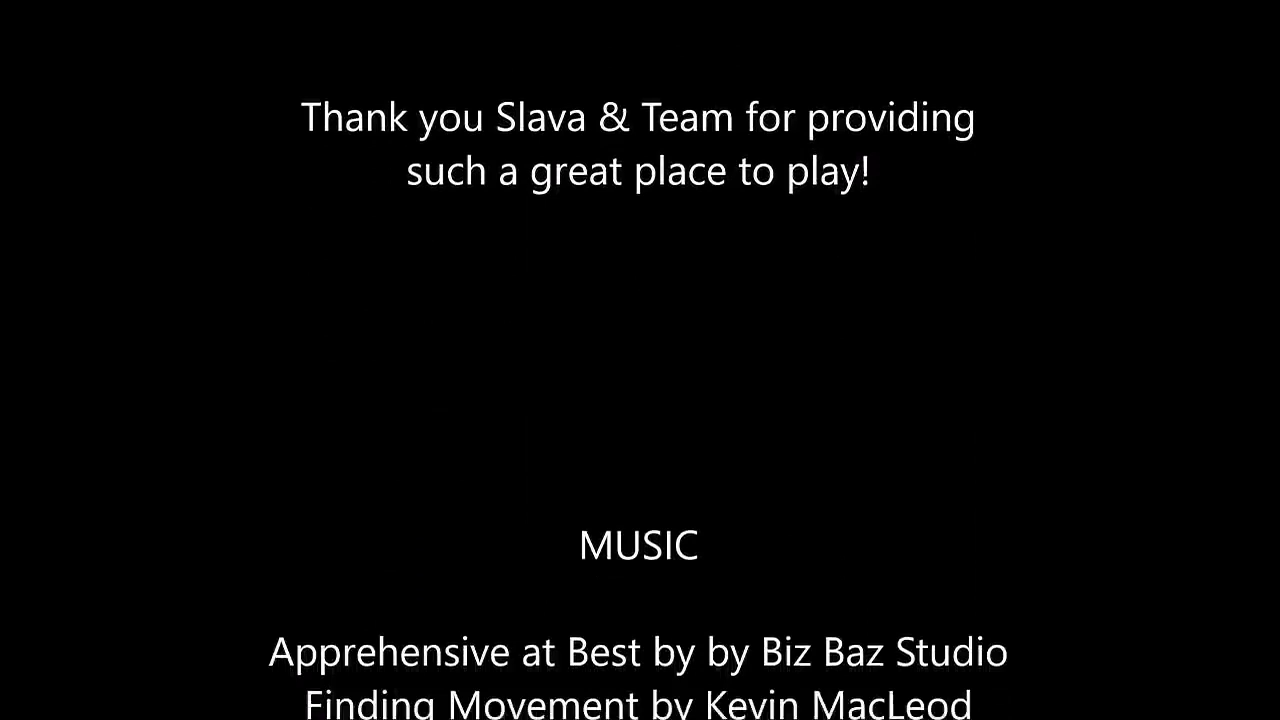 Thank you Slava & Team for providing
such a great place to play!
MUSIC
Apprehensive at Best by by Biz Baz Studio
Finding Movement by Kevin MacLeod